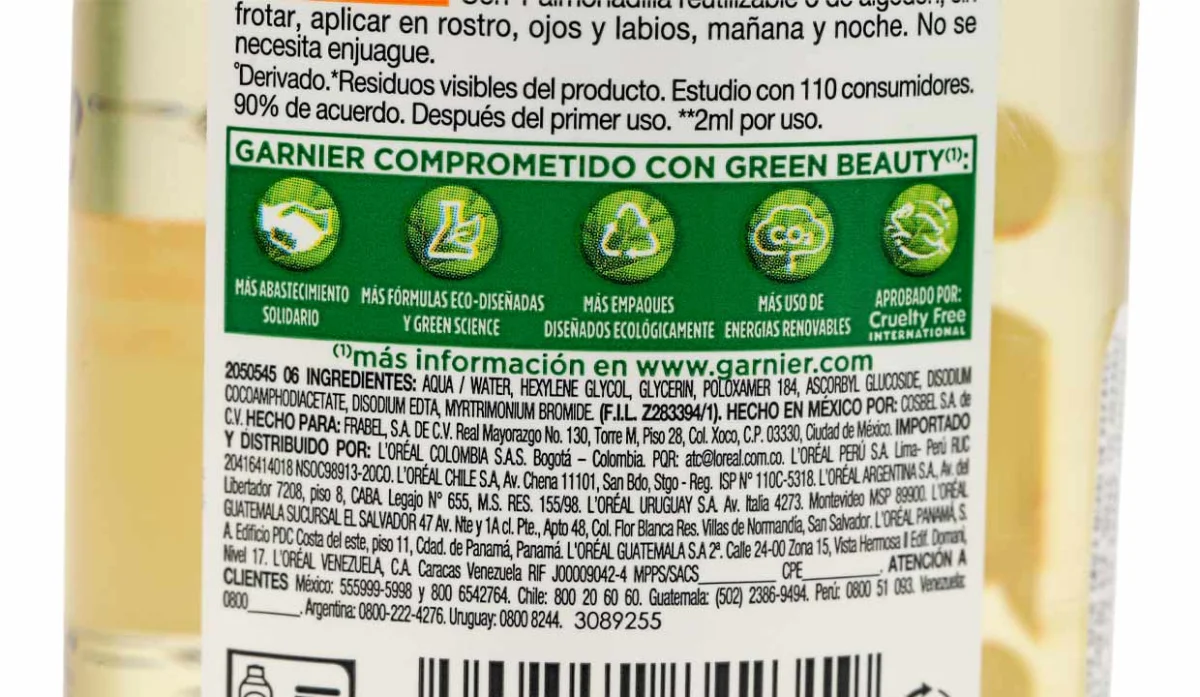 frotar, aplicar en rostro, ojos y labios, mañana y noche. No se
necesita enjuague.
°Derivado.*Residuos visibles del producto. Estudio con 110 consumidores.
90% de acuerdo. Después del primer uso. **2ml por uso.
GARNIER COMPROMETIDO CON GREEN BEAUTY(1):
CO2
MÁS ABASTECIMIENTO
SOLIDARIO
MÁS FÓRMULAS ECO-DISEÑADAS
Y GREEN SCIENCE
MÁS EMPAQUES
DISEÑADOS ECOLÓGICAMENTE
MÁS USO DE
ENERGIAS RENOVABLES
APROBADO POR:
Cruelty Free
INTERNATIONAL
(1)más información en www.garnier.com
2050545 06 INGREDIENTES: AQUA / WATER, HEXYLENE GLYCOL, GLYCERIN, POLOXAMER 184, ASCORBYL GLUCOSIDE, DISODIUM
COCOAMPHODIACETATE, DISODIUM EDTA, MYRTRIMONIUM BROMIDE. (F.I.L. Z283394/1). HECHO EN MÉXICO POR: COSBEL S.A. de
C.V. HECHO PARA: FRABEL, S.A. DE C.V. Real Mayorazgo No. 130, Torre M, Piso 28, Col. Xoco, C.P. 03330, Ciudad de México. IMPORTADO
Y DISTRIBUIDO POR: L'ORÉAL COLOMBIA S.A.S. Bogotá – Colombia. PQR: atc@loreal.com.co. L'ORÉAL PERÚ S.A. Lima- Perú RUC
20416414018 NSOC98913-20CO. L'ORÉAL CHILE S.A, Av. Chena 11101, San Bdo, Stgo - Reg. ISP N° 110C-5318. L'ORÉAL ARGENTINA S.A. Av. del
Libertador 7208, piso 8, CABA. Legajo N° 655, M.S. RES. 155/98. L'ORÉAL URUGUAY S.A. Av. Italia 4273. Montevideo MSP 89900. L'ORÉAL
GUATEMALA SUCURSAL EL SALVADOR 47 Av. Nte y 1A cl. Pte., Apto 48, Col. Flor Blanca Res. Villas de Normandía, San Salvador. L'ORÉAL PANAMÁ, S.
A. Edificio PDC Costa del este, piso 11, Cdad. de Panamá, Panamá. L'ORÉAL GUATEMALA S.A 2ª. Calle 24-00 Zona 15, Vista Hermosa II Edif. Domani,
Nivel 17. L'ORÉAL VENEZUELA, C.A. Caracas Venezuela RIF J00009042-4 MPPS/SACS________ CPE________. ATENCIÓN A
CLIENTES México: 555999-5998 y 800 6542764. Chile: 800 20 60 60. Guatemala: (502) 2386-9494. Perú: 0800 51 093. Venezuela:
0800______. Argentina: 0800-222-4276. Uruguay: 0800 8244. 3089255